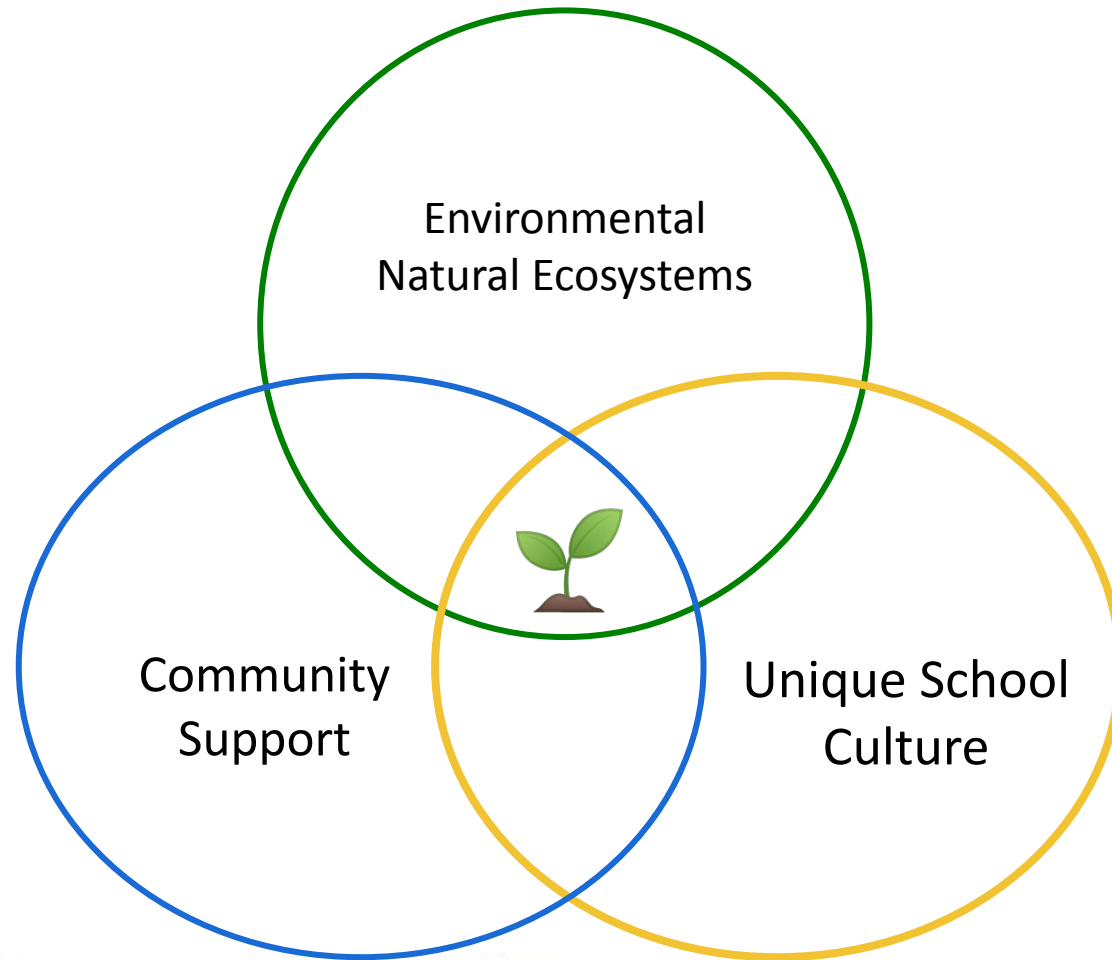 Environmental
Natural Ecosystems
Community
Support
Unique School
Culture